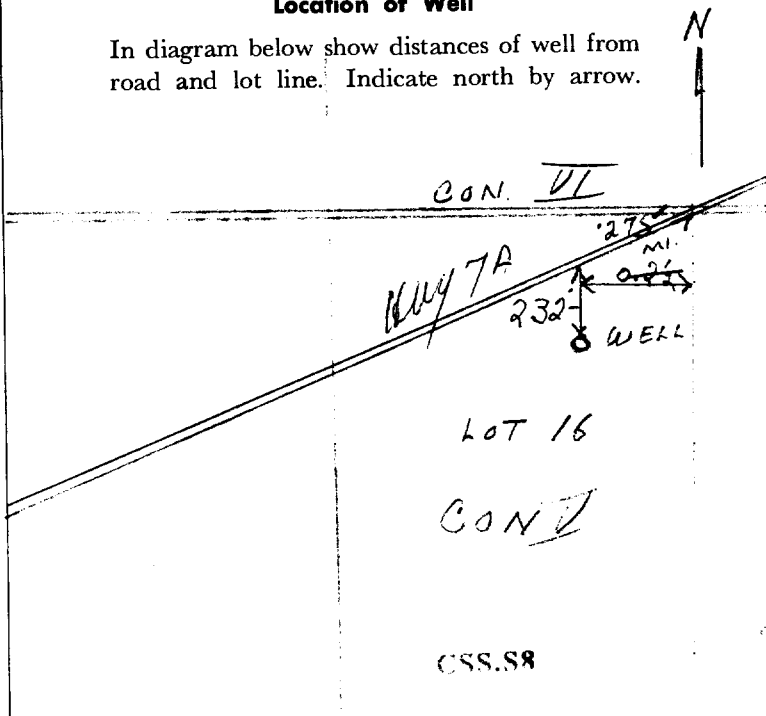 Location of Well
In diagram below show distances of well from
road and lot line. Indicate north by arrow.
N
CON. VI
.275
MI.
Hwy 7A
232'
WELL
LOT 16
CON V
CSS.S8